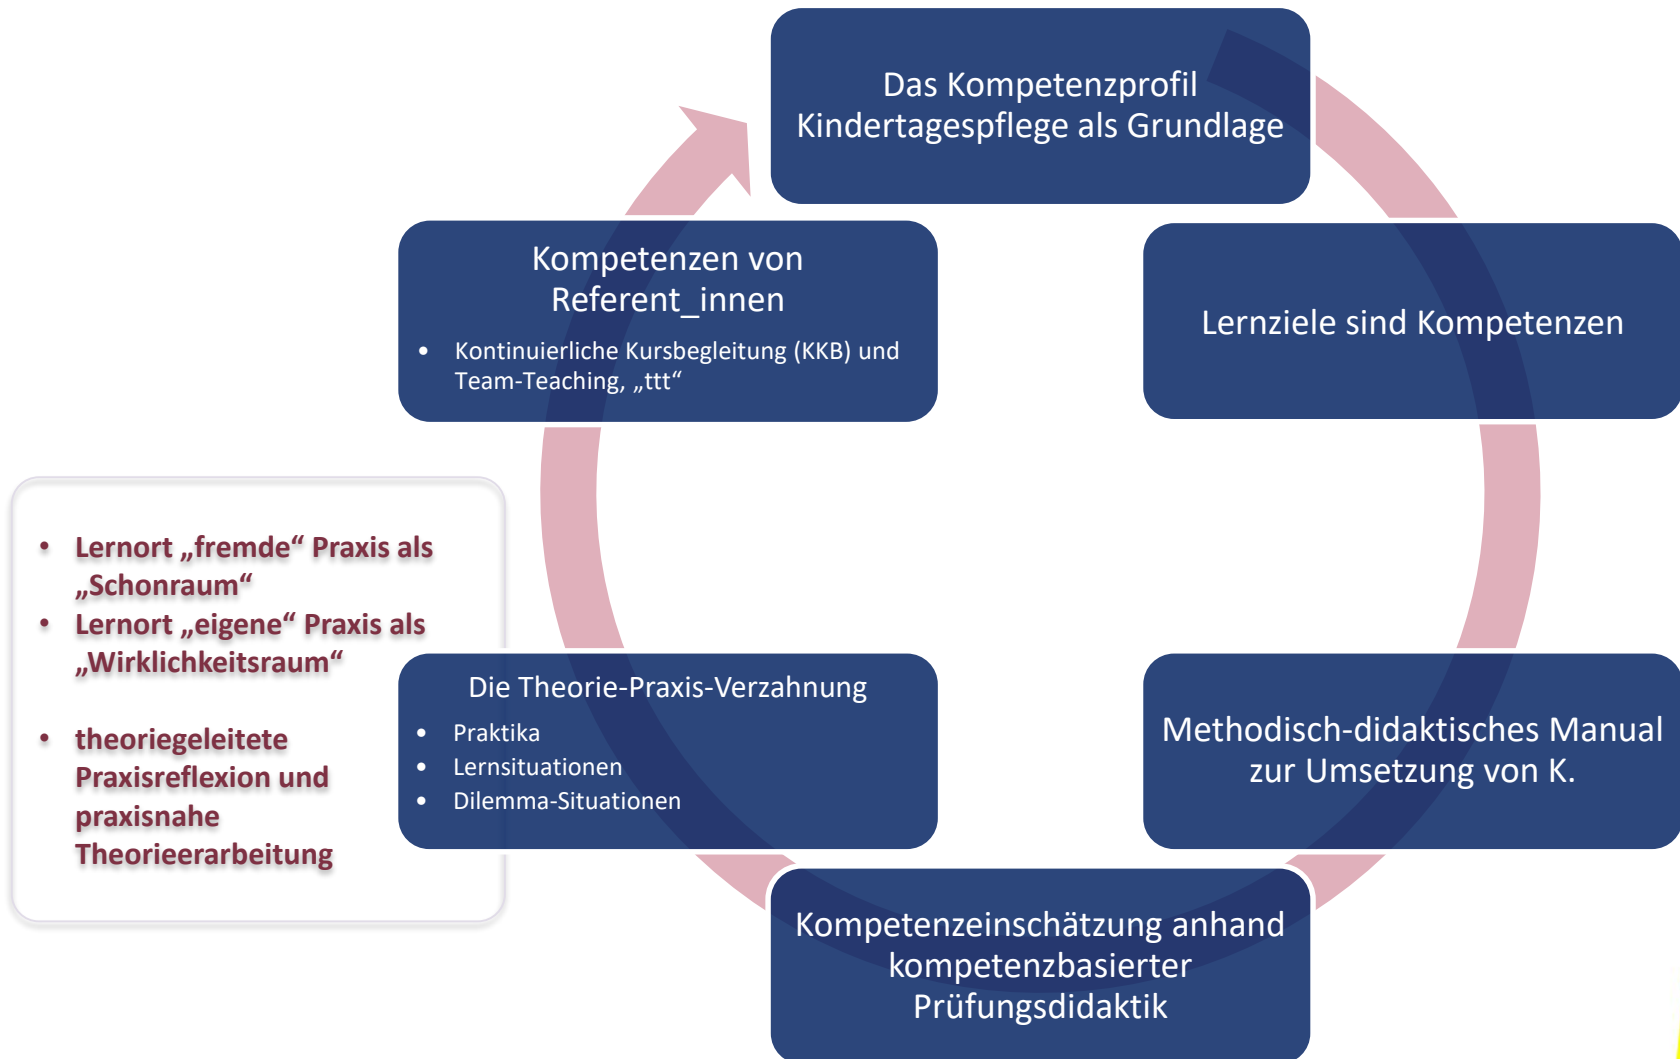 Das Kompetenzprofil
Kindertagespflege als Grundlage
Lernziele sind Kompetenzen
Methodisch-didaktisches Manual
zur Umsetzung von K.
Kompetenzeinschätzung anhand
kompetenzbasierter
Prüfungsdidaktik
Die Theorie-Praxis-Verzahnung
• Praktika
• Lernsituationen
• Dilemma-Situationen
• Lernort „fremde“ Praxis als
„Schonraum“
• Lernort „eigene“ Praxis als
„Wirklichkeitsraum“
• theoriegeleitete
Praxisreflexion und
praxisnahe
Theorieerarbeitung
Kompetenzen von
Referent_innen
• Kontinuierliche Kursbegleitung (KKB) und
Team-Teaching, „ttt“